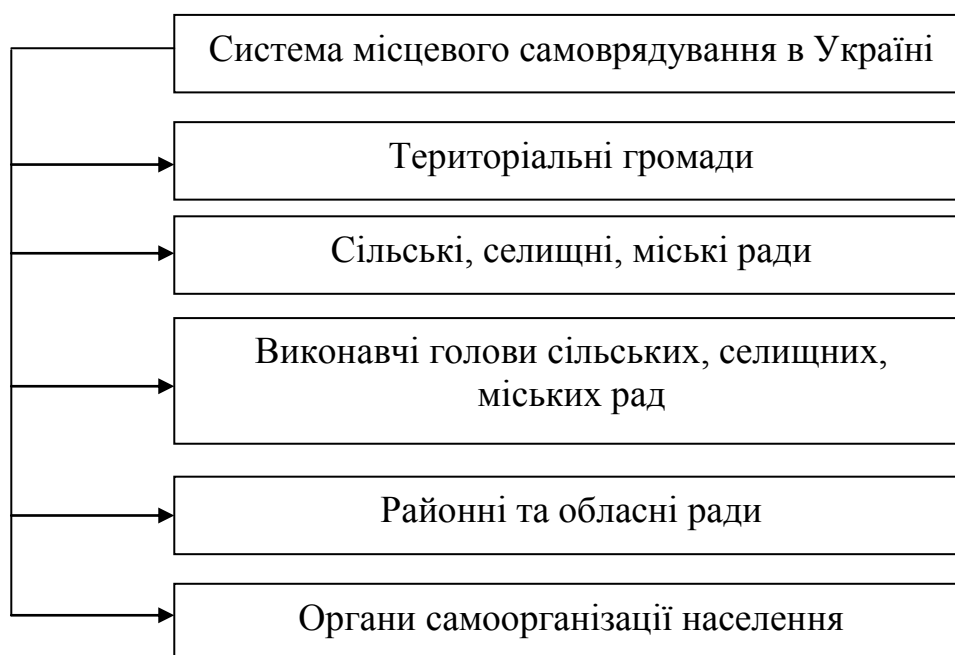 Система місцевого самоврядування в Україні
Територіальні громади
Сільські, селищні, міські ради
Виконавчі голови сільських, селищних,
міських рад
Районні та обласні ради
Органи самоорганізації населення